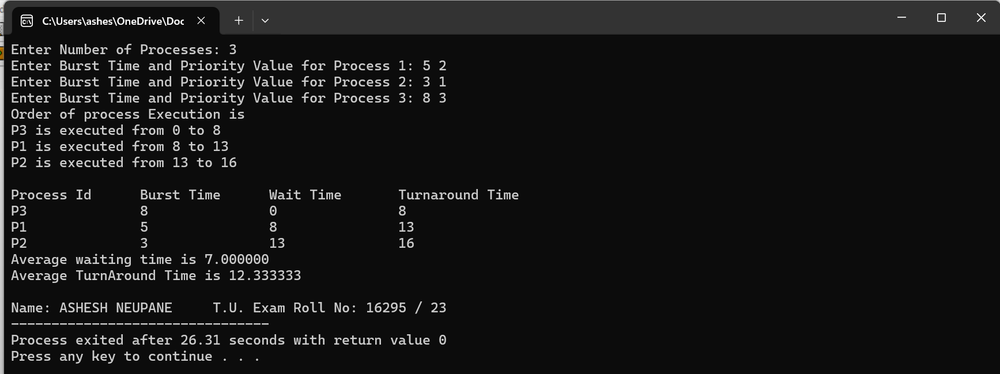 C:\Users\ashes\OneDrive\Doc
Enter Number of Processes: 3
Enter Burst Time and Priority Value for Process 1: 5 2
Enter Burst Time and Priority Value for Process 2: 3 1
Enter Burst Time and Priority Value for Process 3: 8 3
Order of process Execution is
P3 is executed from 0 to 8
P1 is executed from 8 to 13
P2 is executed from 13 to 16
Process Id      Burst Time      Wait Time       Turnaround Time
P3              8               0               8
P1              5               8               13
P2              3               13              16
Average waiting time is 7.000000
Average TurnAround Time is 12.333333
Name: ASHESH NEUPANE     T.U. Exam Roll No: 16295 / 23
--------------------------------
Process exited after 26.31 seconds with return value 0
Press any key to continue . . .